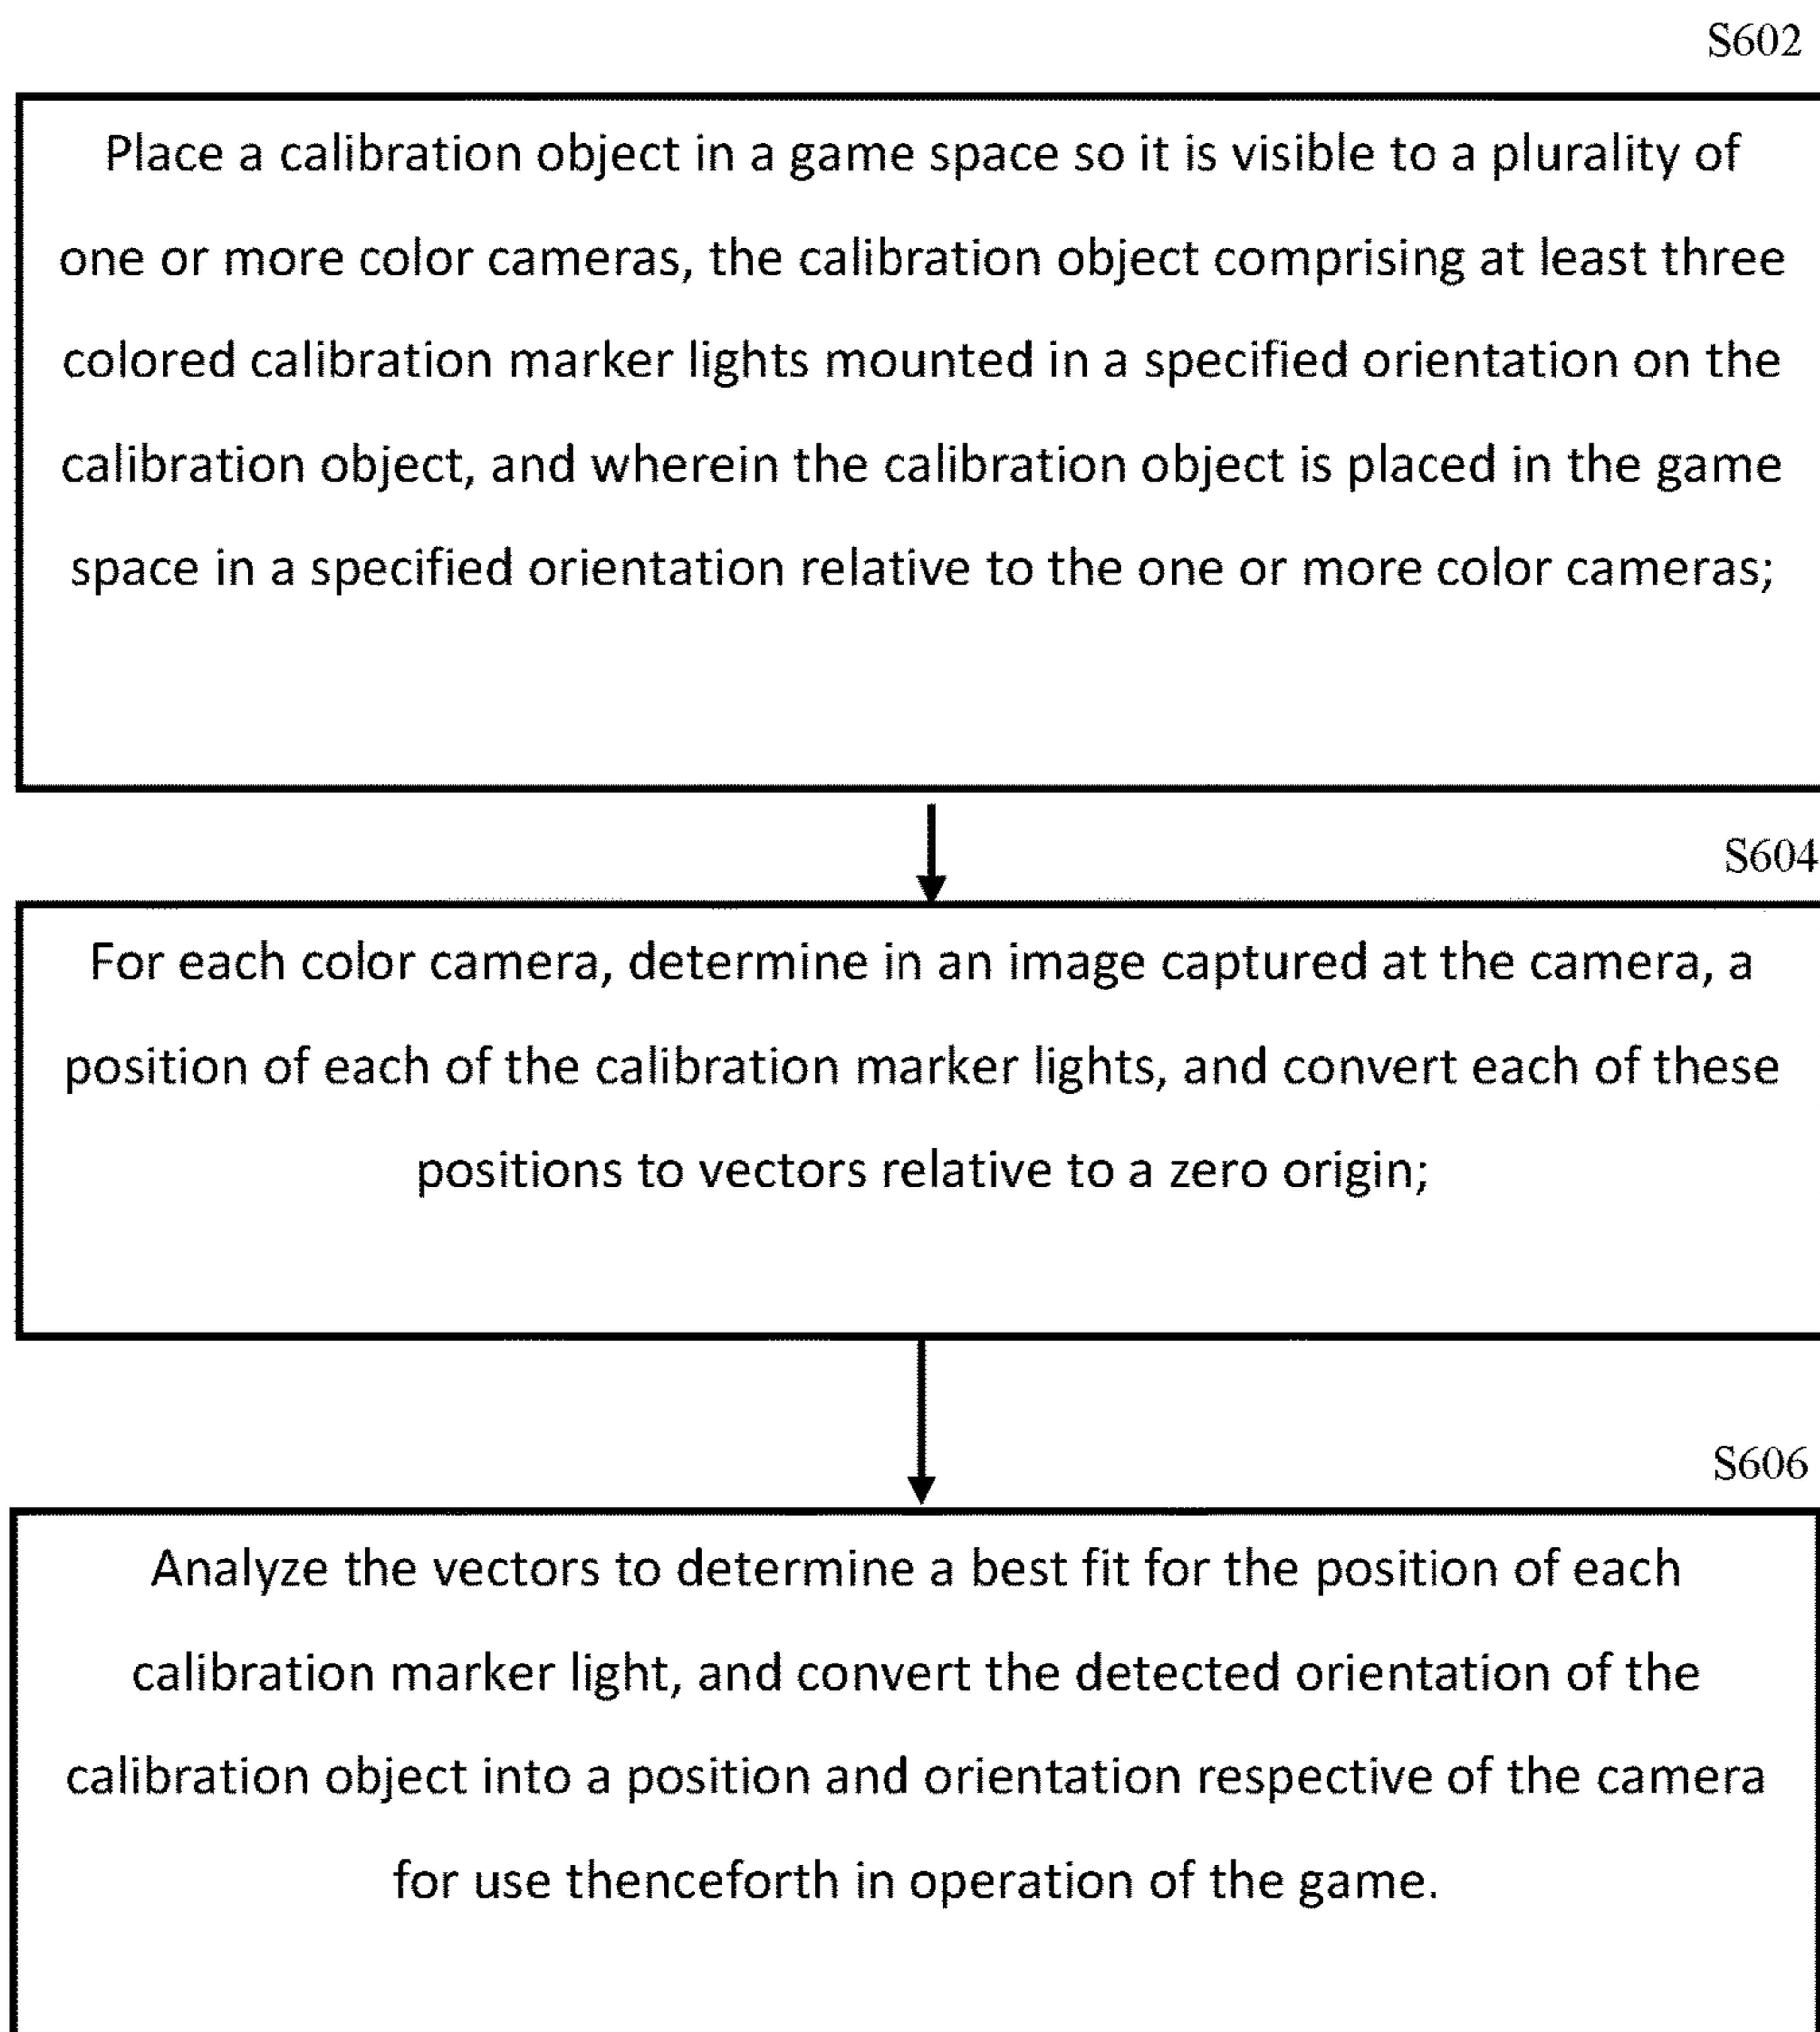 S602
Place a calibration object in a game space so it is visible to a plurality of
one or more color cameras, the calibration object comprising at least three
colored calibration marker lights mounted in a specified orientation on the
calibration object, and wherein the calibration object is placed in the game
space in a specified orientation relative to the one or more color cameras;
S604
For each color camera, determine in an image captured at the camera, a
position of each of the calibration marker lights, and convert each of these
positions to vectors relative to a zero origin;
S606
Analyze the vectors to determine a best fit for the position of each
calibration marker light, and convert the detected orientation of the
calibration object into a position and orientation respective of the camera
for use thenceforth in operation of the game.